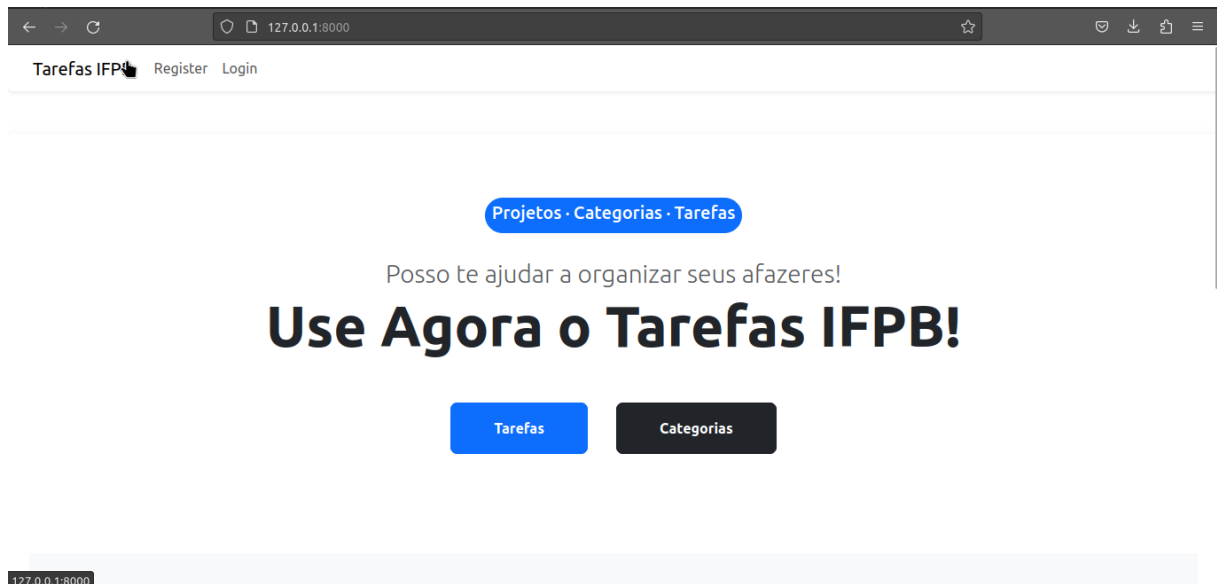 127.0.0.1:8000
Tarefas IFPB Register Login
Projetos · Categorias · Tarefas
Posso te ajudar a organizar seus afazeres!
Use Agora o Tarefas IFPB!
Tarefas Categorias
127.0.0.1:8000